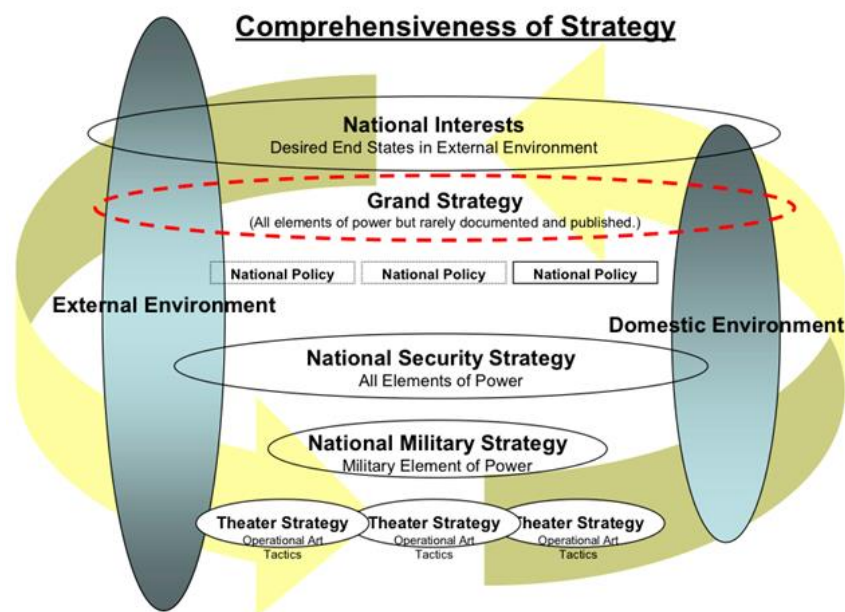 Comprehensiveness of Strategy
National Interests
Desired End States in External Environment
Grand Strategy
(All elements of power but rarely documented and published.)
National Policy National Policy National Policy
External Environment
Domestic Environment
National Security Strategy
All Elements of Power
National Military Strategy
Military Element of Power
Theater Strategy Theater Strategy Theater Strategy
Operational Art Operational Art Operational Art
Tactics Tactics Tactics